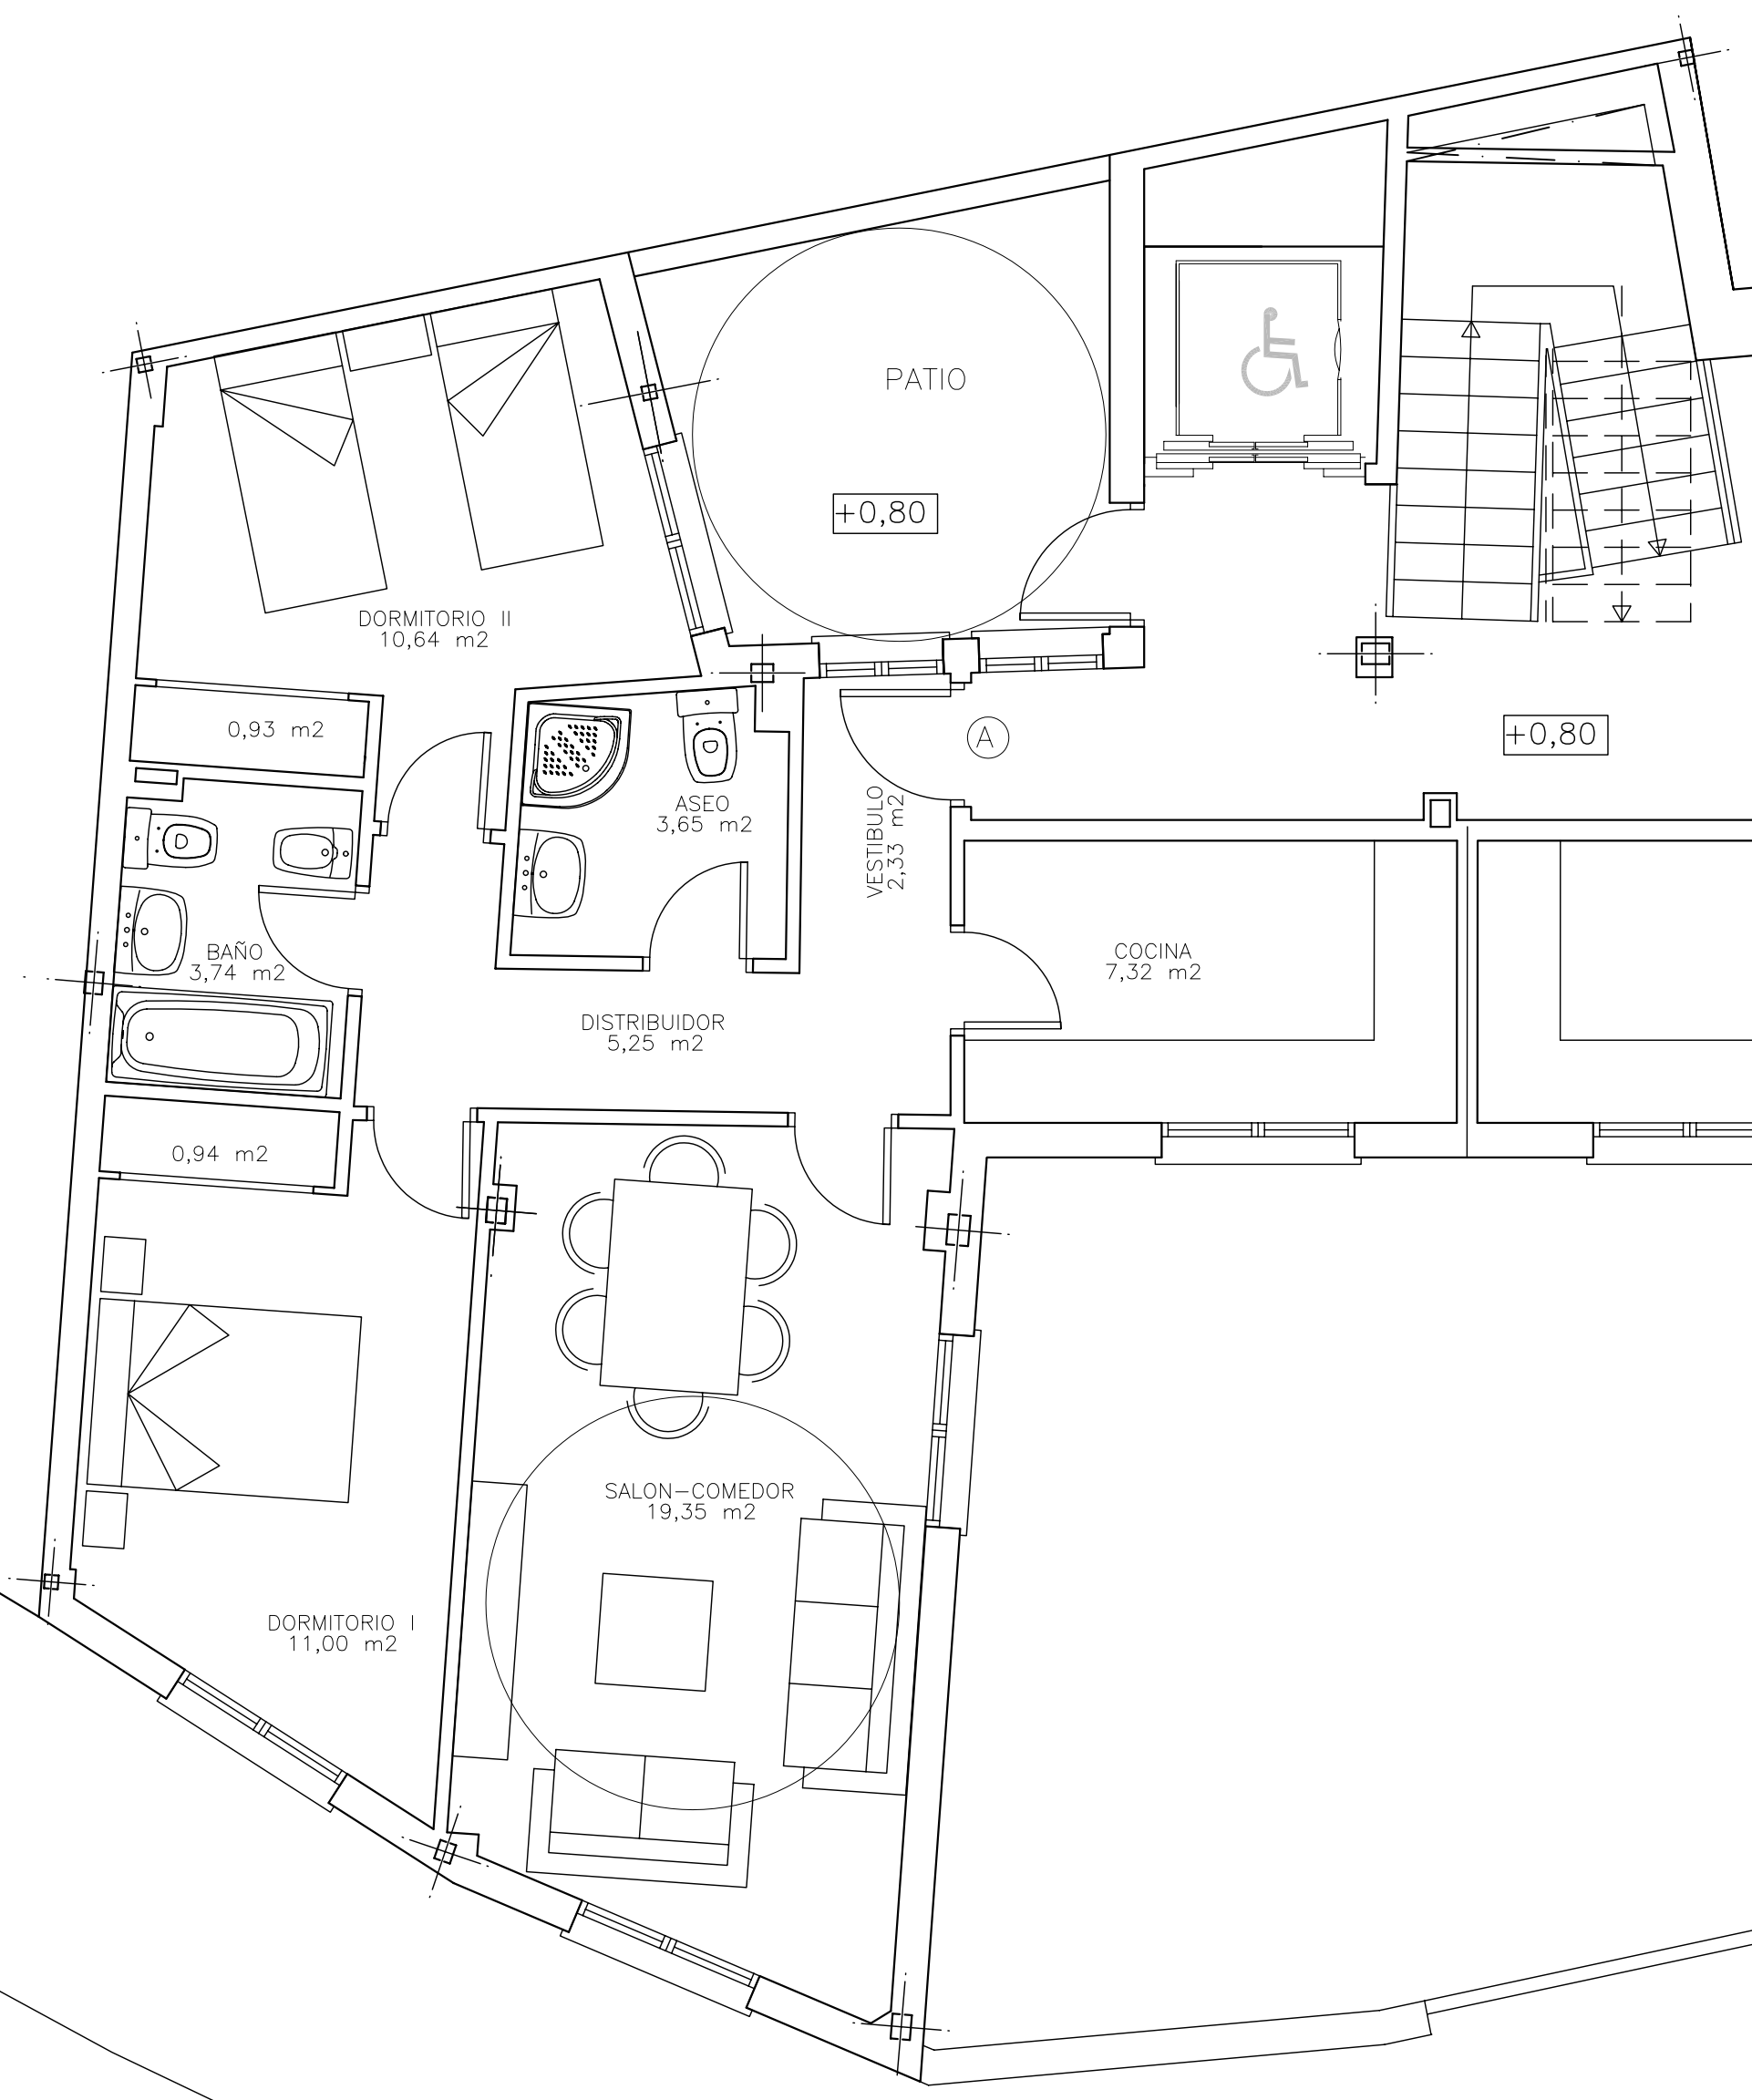 PATIO
+0,80
DORMITORIO II
10,64 m2
0,93 m2
ASEO
3,65 m2
VESTIBULO
2,33 m2
A
+0,80
BAÑO
3,74 m2
COCINA
7,32 m2
DISTRIBUIDOR
5,25 m2
0,94 m2
SALON-COMEDOR
19,35 m2
DORMITORIO I
11,00 m2